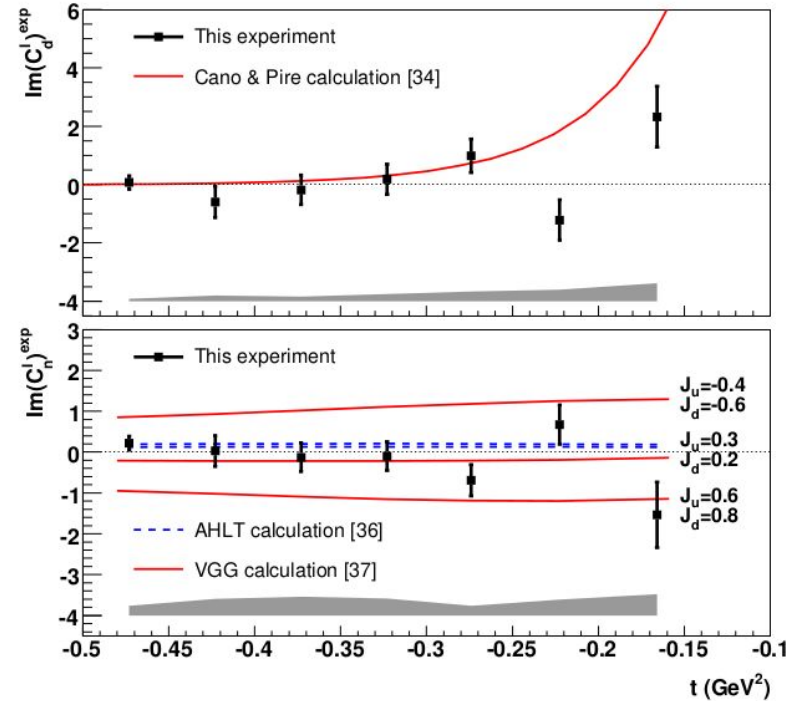 Im(C_d^I)^exp
6
4
2
0
-2
-4
This experiment
Cano & Pire calculation [34]
Im(C_n^I)^exp
3
2
1
0
-1
-2
-3
-4
This experiment
J_u=-0.4
J_d=-0.6
J_u=0.3
J_d=0.2
J_u=0.6
J_d=0.8
AHLT calculation [36]
VGG calculation [37]
-0.5 -0.45 -0.4 -0.35 -0.3 -0.25 -0.2 -0.15 -0.1
t (GeV²)